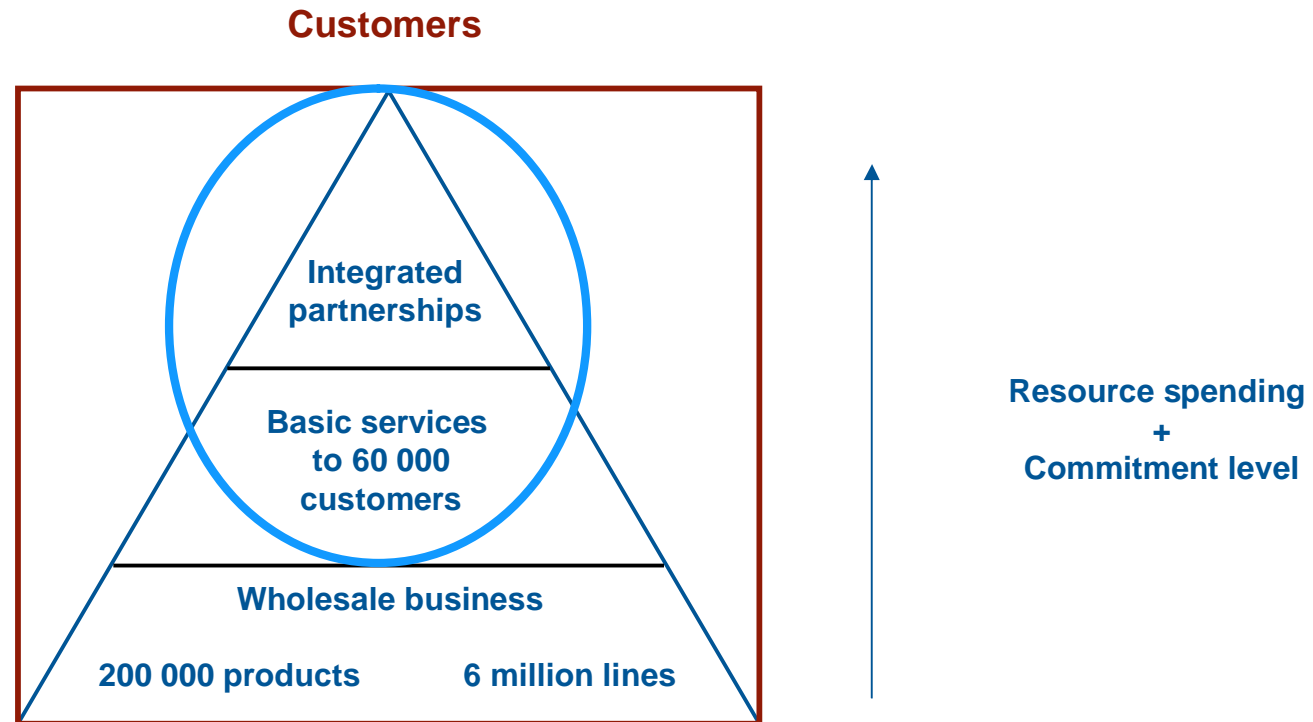 Customers
Integrated
partnerships
Basic services
to 60 000
customers
Resource spending
+
Commitment level
Wholesale business
200 000 products
6 million lines